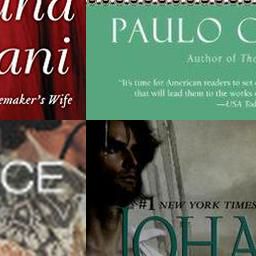 ana
ani
emaker's Wife
PAULO C
Author of The
"It's time for American readers to set
that will lead them to the works
—USA Toda
CE
#1 NEW YORK TIMES
JOHA